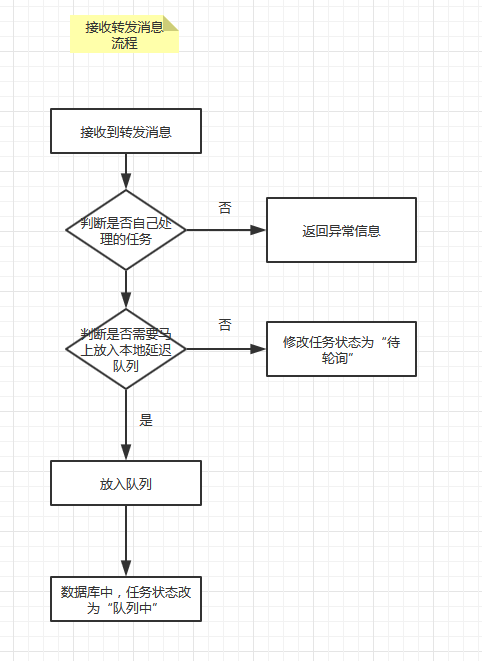 接收转发消息
流程
接收到转发消息
判断是否自己处
理的任务
否
返回异常信息
判断是否需要马
上放入本地延迟
队列
否
修改任务状态为“待
轮询”
是
放入队列
数据库中，任务状态改
为“队列中”